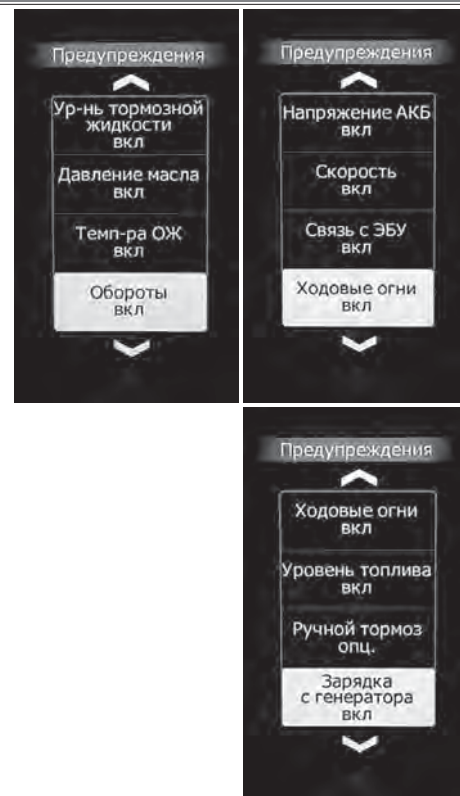 Предупреждения
Ур-нь тормозной
жидкости
вкл
Давление масла
вкл
Темп-ра ОЖ
вкл
Обороты
вкл
Предупреждения
Напряжение АКБ
вкл
Скорость
вкл
Связь с ЭБУ
вкл
Ходовые огни
вкл
Предупреждения
Ходовые огни
вкл
Уровень топлива
вкл
Ручной тормоз
опц.
Зарядка
с генератора
вкл